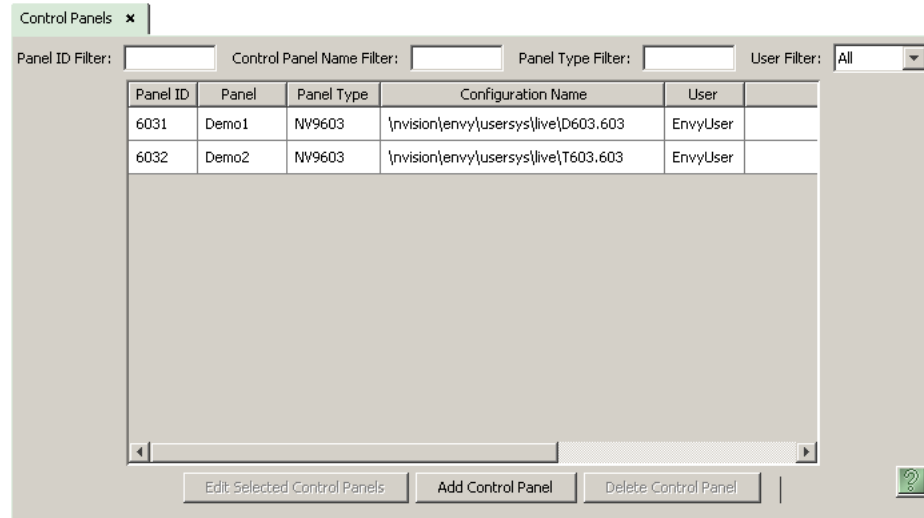 Control Panels ×
Panel ID Filter: Control Panel Name Filter: Panel Type Filter: User Filter: All
Panel ID Panel Panel Type Configuration Name User
6031 Demo1 NV9603 \nvision\envy\usersys\live\D603.603 EnvyUser
6032 Demo2 NV9603 \nvision\envy\usersys\live\T603.603 EnvyUser
Edit Selected Control Panels Add Control Panel Delete Control Panel ?